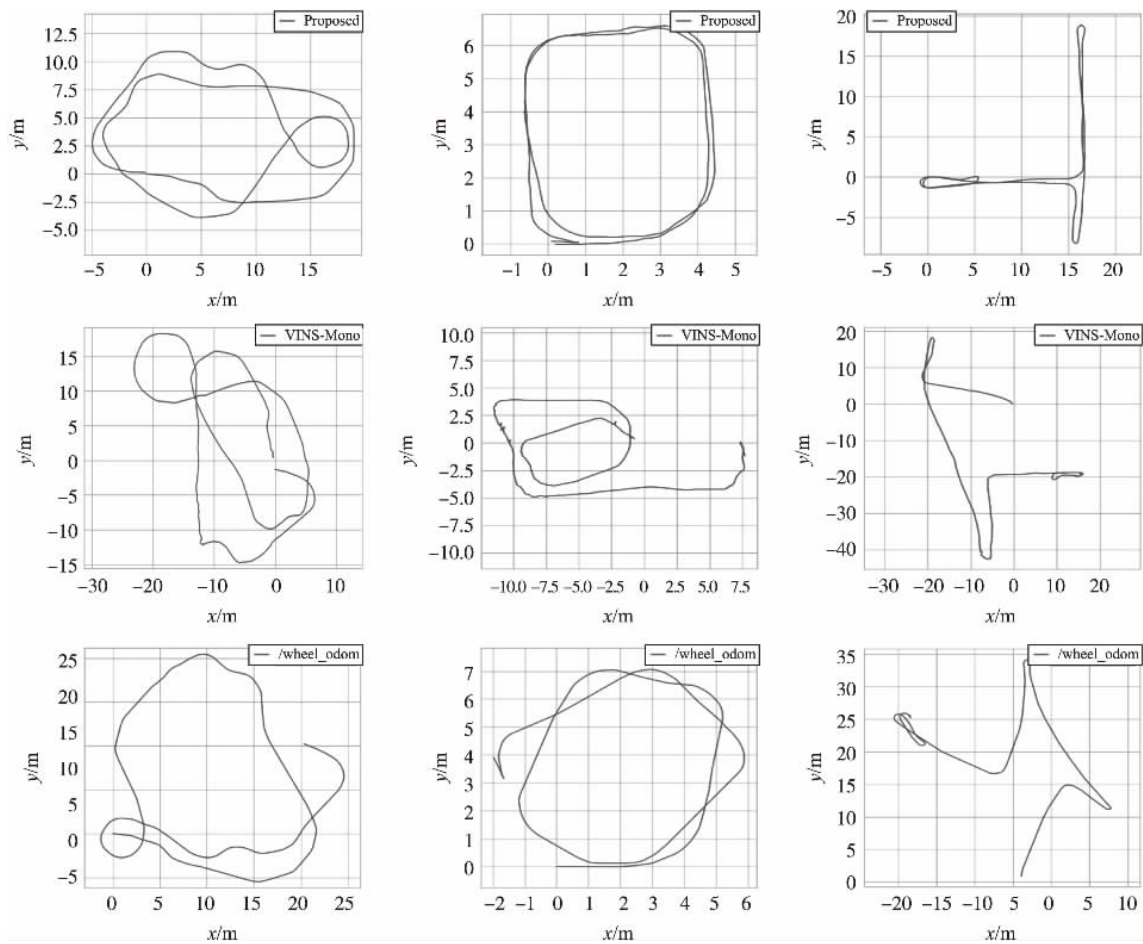 Proposed
12.5
10.0
7.5
5.0
2.5
0
−2.5
−5.0
y/m
−5 0 5 10 15
x/m
Proposed
6
5
4
3
2
1
0
y/m
−1 0 1 2 3 4 5
x/m
Proposed
20
15
10
5
0
−5
y/m
−5 0 5 10 15 20
x/m
VINS-Mono
15
10
5
0
−5
−10
−15
y/m
−30 −20 −10 0 10
x/m
VINS-Mono
10.0
7.5
5.0
2.5
0
−2.5
−5.0
−7.5
−10.0
y/m
−10.0 −7.5 −5.0 −2.5 0 2.5 5.0 7.5
x/m
VINS-Mono
20
10
0
−10
−20
−30
−40
y/m
−30 −20 −10 0 10 20
x/m
/wheel_odom
25
20
15
10
5
0
−5
y/m
0 5 10 15 20 25
x/m
/wheel_odom
7
6
5
4
3
2
1
0
y/m
−2 −1 0 1 2 3 4 5 6
x/m
/wheel_odom
35
30
25
20
15
10
5
0
y/m
−20 −15 −10 5 0 5 10
x/m